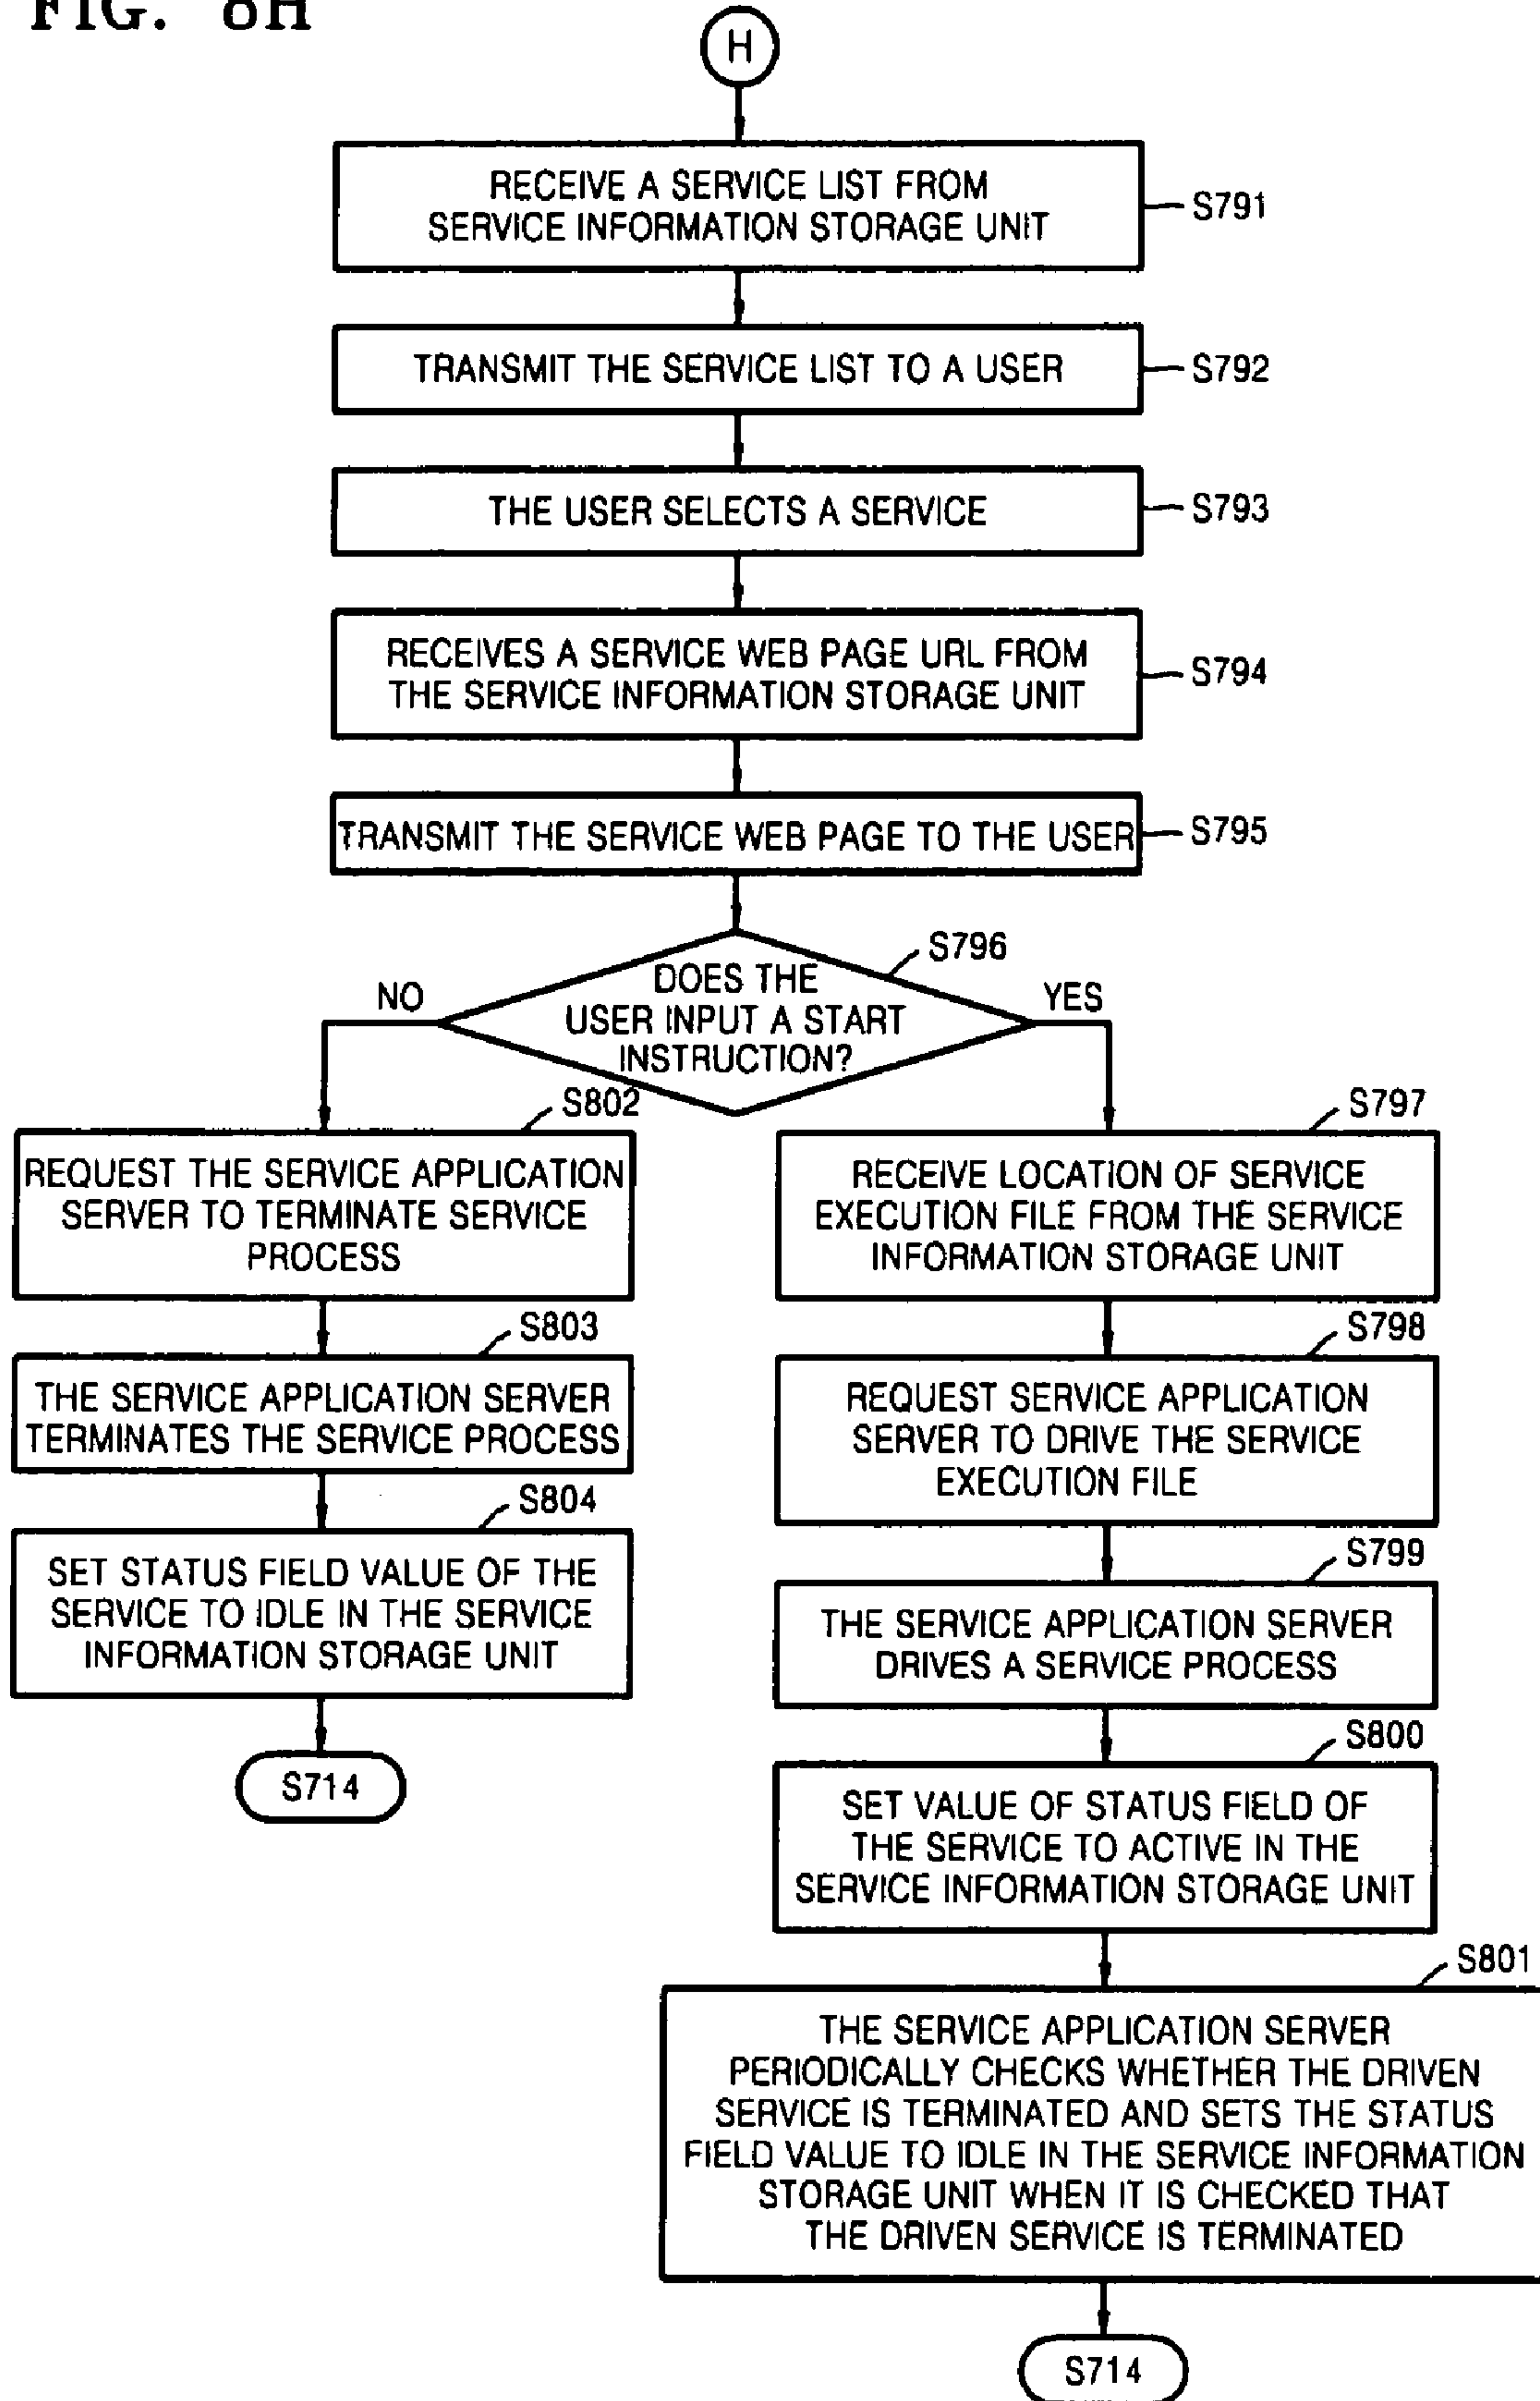 FIG. 8H
H
RECEIVE A SERVICE LIST FROM
SERVICE INFORMATION STORAGE UNIT
S791
TRANSMIT THE SERVICE LIST TO A USER
S792
THE USER SELECTS A SERVICE
S793
RECEIVES A SERVICE WEB PAGE URL FROM
THE SERVICE INFORMATION STORAGE UNIT
S794
TRANSMIT THE SERVICE WEB PAGE TO THE USER
S795
S796
DOES THE
USER INPUT A START
INSTRUCTION?
NO
YES
S802
REQUEST THE SERVICE APPLICATION
SERVER TO TERMINATE SERVICE
PROCESS
S803
THE SERVICE APPLICATION SERVER
TERMINATES THE SERVICE PROCESS
S804
SET STATUS FIELD VALUE OF THE
SERVICE TO IDLE IN THE SERVICE
INFORMATION STORAGE UNIT
S714
S797
RECEIVE LOCATION OF SERVICE
EXECUTION FILE FROM THE SERVICE
INFORMATION STORAGE UNIT
S798
REQUEST SERVICE APPLICATION
SERVER TO DRIVE THE SERVICE
EXECUTION FILE
S799
THE SERVICE APPLICATION SERVER
DRIVES A SERVICE PROCESS
S800
SET VALUE OF STATUS FIELD OF
THE SERVICE TO ACTIVE IN THE
SERVICE INFORMATION STORAGE UNIT
S801
THE SERVICE APPLICATION SERVER
PERIODICALLY CHECKS WHETHER THE DRIVEN
SERVICE IS TERMINATED AND SETS THE STATUS
FIELD VALUE TO IDLE IN THE SERVICE INFORMATION
STORAGE UNIT WHEN IT IS CHECKED THAT
THE DRIVEN SERVICE IS TERMINATED
S714